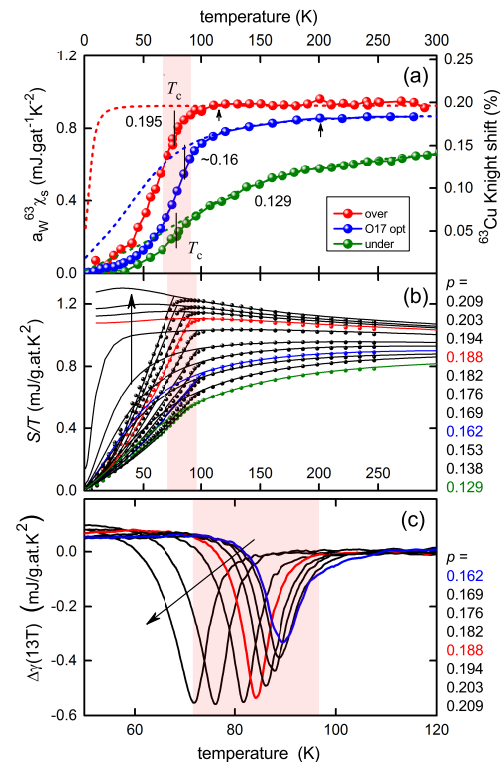 temperature (K)
0 50 100 150 200 250 300
1.2
0.8
0.4
0.0
a_W ⁶³χ_s (mJ.gat⁻¹K⁻²)
(a)
T_c
0.195
~0.16
0.129
T_c
over
O17 opt
under
0.25
0.20
0.15
0.10
0.05
⁶³Cu Knight shift (%)
(b)
1.2
0.8
0.4
0.0
S/T (mJ/g.at.K²)
50 100 150 200 250
p =
0.209
0.203
0.194
0.188
0.182
0.176
0.169
0.162
0.153
0.138
0.129
(c)
0.0
-0.2
-0.4
-0.6
Δγ(13T) (mJ/g.at.K²)
p =
0.162
0.169
0.176
0.182
0.188
0.194
0.203
0.209
60 80 100 120
temperature (K)